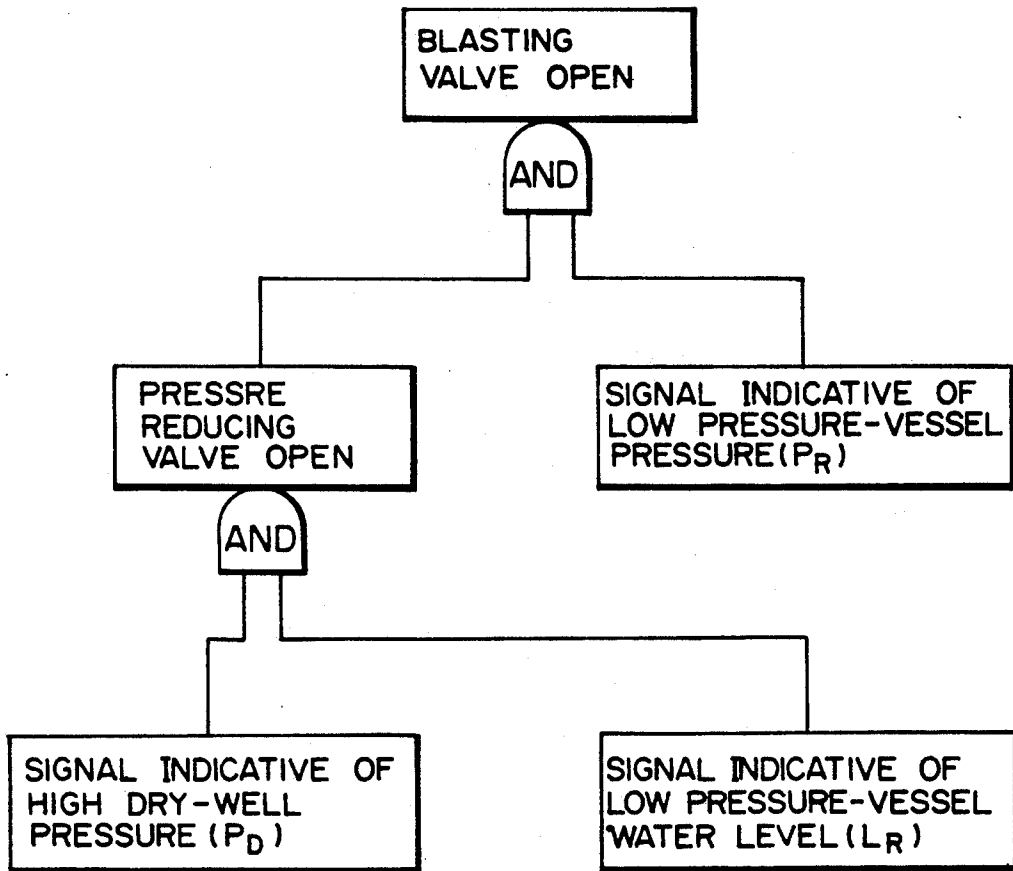 BLASTING
VALVE OPEN
AND
PRESSRE
REDUCING
VALVE OPEN
SIGNAL INDICATIVE OF
LOW PRESSURE-VESSEL
PRESSURE (PR)
AND
SIGNAL INDICATIVE OF
HIGH DRY-WELL
PRESSURE (PD)
SIGNAL INDICATIVE OF
LOW PRESSURE-VESSEL
WATER LEVEL (LR)